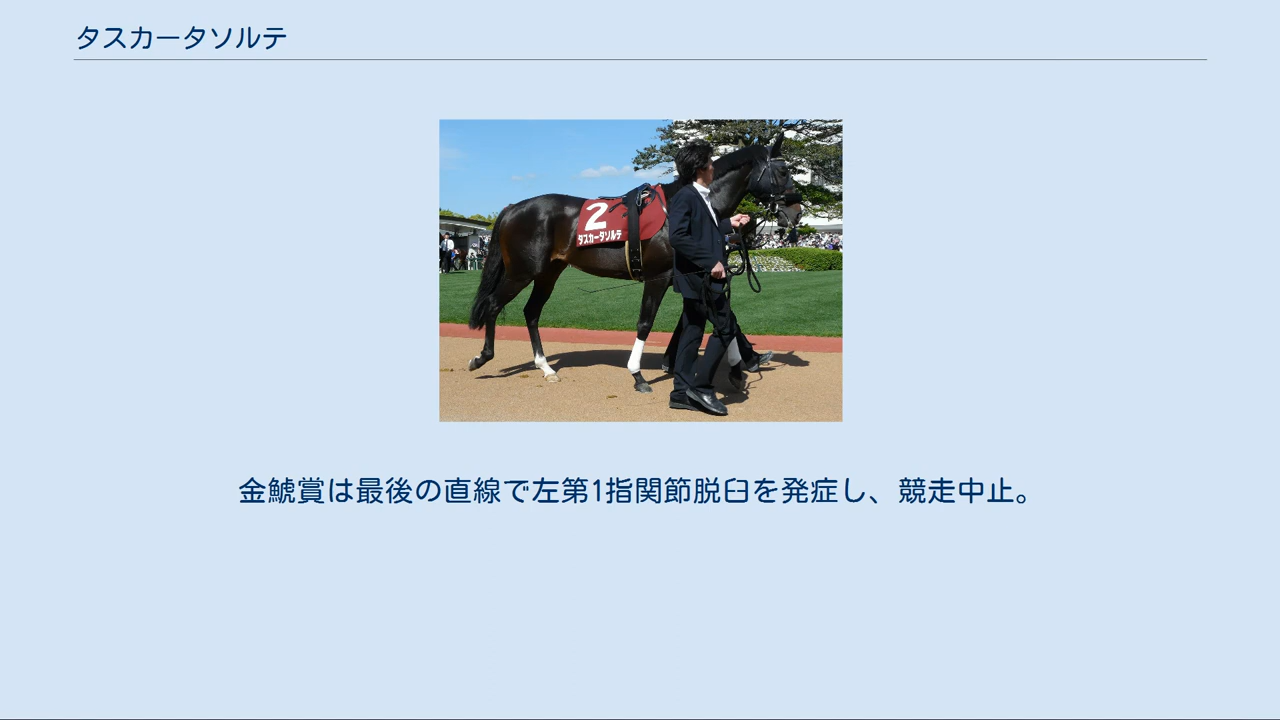 タスカータソルテ
2
タスカータソルテ
金鯱賞は最後の直線で左第1指関節脱臼を発症し、競走中止。